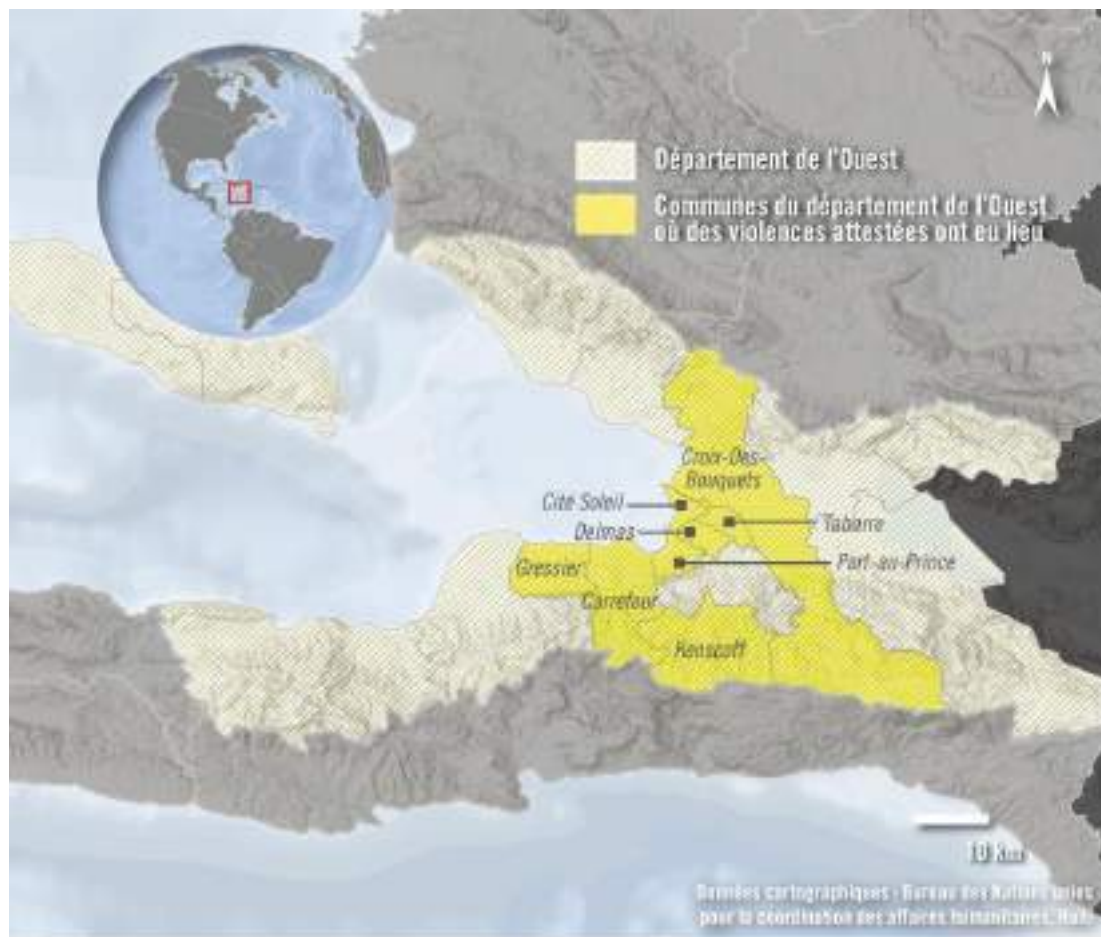 N
Département de l'Ouest
Communes du département de l'Ouest
où des violences attestées ont eu lieu
Croix-Des-
Bouquets
Cité Soleil
Tabarre
Delmas
Port-au-Prince
Gressier
Carrefour
Kenscoff
10 km
Données cartographiques : Bureau des Nations unies
pour la coordination des affaires humanitaires, Haïti